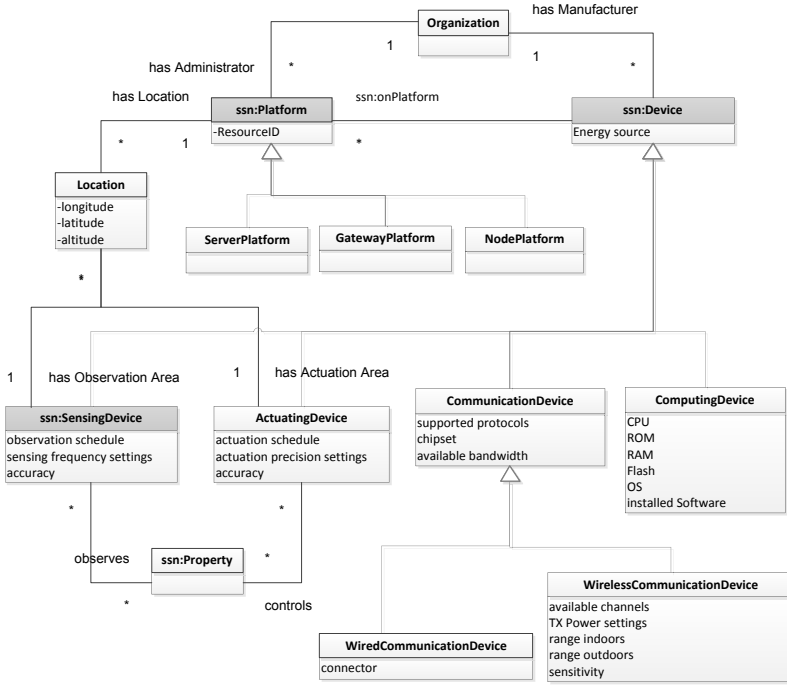 has Manufacturer
Organization
1
1
has Administrator
*
*
has Location
ssn:onPlatform
ssn:Platform
-ResourceID
ssn:Device
Energy source
*
1
*
Location
-longitude
-latitude
-altitude
ServerPlatform
GatewayPlatform
NodePlatform
*
1
has Observation Area
1
has Actuation Area
ssn:SensingDevice
observation schedule
sensing frequency settings
accuracy
ActuatingDevice
actuation schedule
actuation precision settings
accuracy
CommunicationDevice
supported protocols
chipset
available bandwidth
ComputingDevice
CPU
ROM
RAM
Flash
OS
installed Software
*
*
observes
ssn:Property
*
*
controls
WiredCommunicationDevice
connector
WirelessCommunicationDevice
available channels
TX Power settings
range indoors
range outdoors
sensitivity